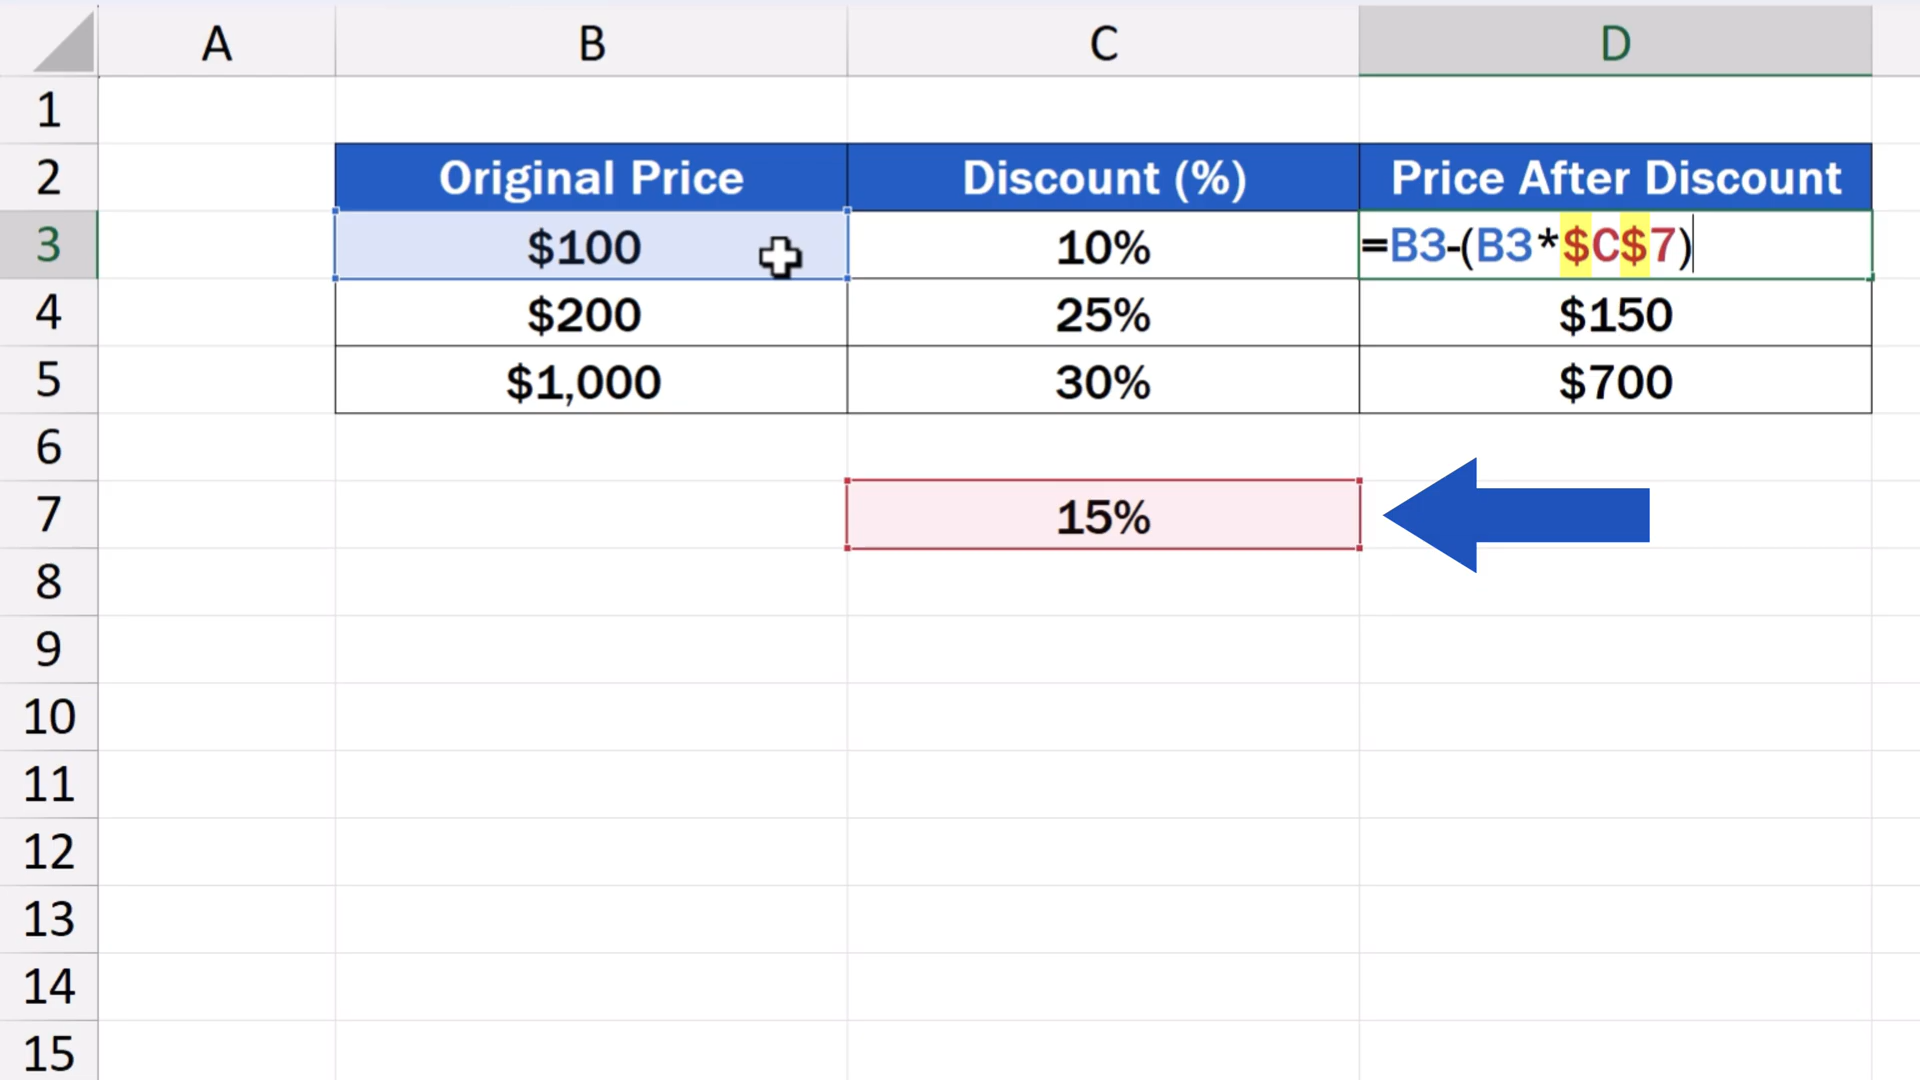 A B C D
1
2 Original Price Discount (%) Price After Discount
3 $100 10% =B3-(B3*$C$7)
4 $200 25% $150
5 $1,000 30% $700
6
7 15%
8
9
10
11
12
13
14
15